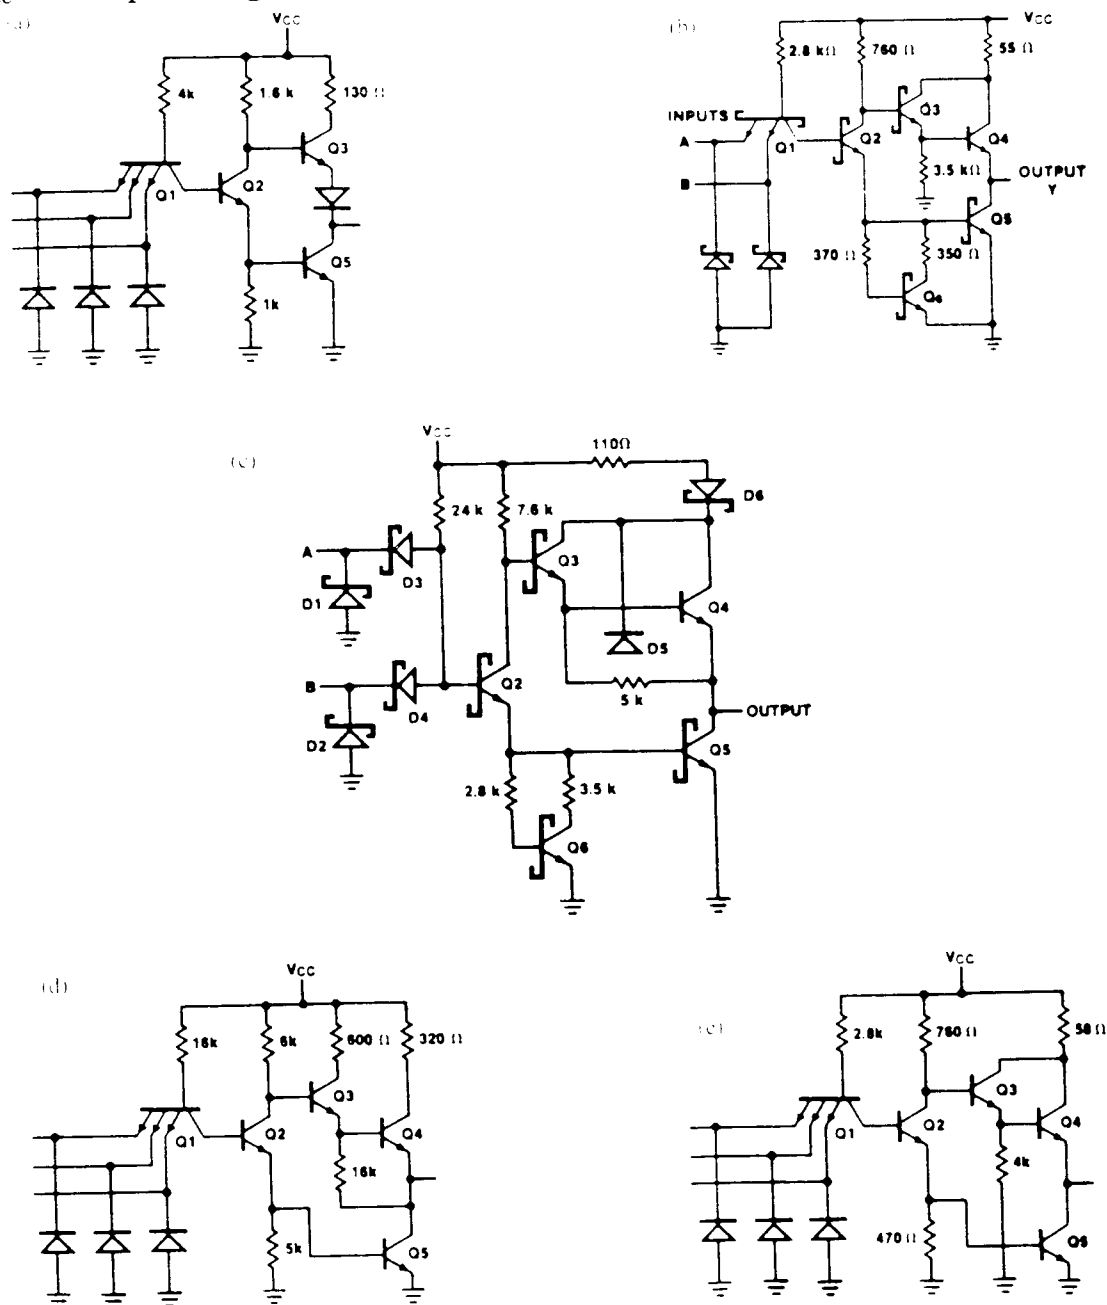 (a)
VCC
4k
1.6 k
130 Ω
Q3
Q1
Q2
Q5
1k
(b)
VCC
2.8 kΩ
760 Ω
55 Ω
INPUTS
Q3
A
Q1
Q2
Q4
B
3.5 kΩ
OUTPUT
Y
Q5
370 Ω
350 Ω
Q6
(c)
VCC
110Ω
D6
24 k
7.6 k
A
D3
Q3
D1
Q4
D5
B
Q2
D4
5 k
OUTPUT
D2
Q5
2.8 k
3.5 k
Q6
(d)
VCC
16k
6k
600 Ω
320 Ω
Q3
Q1
Q2
Q4
16k
5k
Q5
VCC
2.8k
760 Ω
58 Ω
Q3
Q1
Q2
Q4
4k
470 Ω